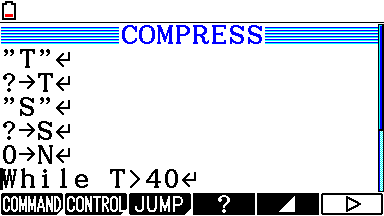 COMPRESS
"T"↵
?→T↵
"S"↵
?→S↵
0→N↵
While T>40↵
COMMAND CONTROL JUMP ? ◢ ▷